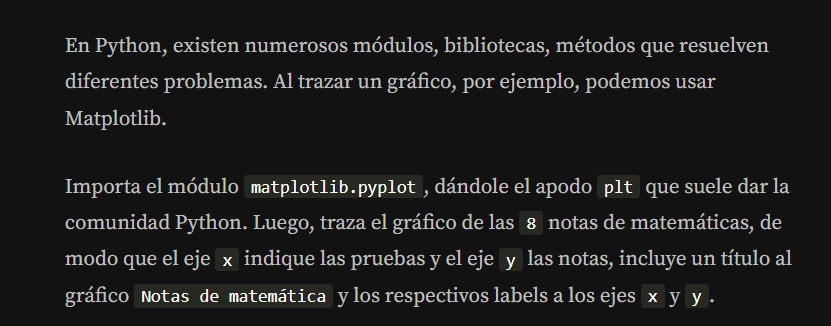 En Python, existen numerosos módulos, bibliotecas, métodos que resuelven
diferentes problemas. Al trazar un gráfico, por ejemplo, podemos usar
Matplotlib.
Importa el módulo matplotlib.pyplot, dándole el apodo plt que suele dar la
comunidad Python. Luego, traza el gráfico de las 8 notas de matemáticas, de
modo que el eje x indique las pruebas y el eje y las notas, incluye un título al
gráfico Notas de matemática y los respectivos labels a los ejes x y y.